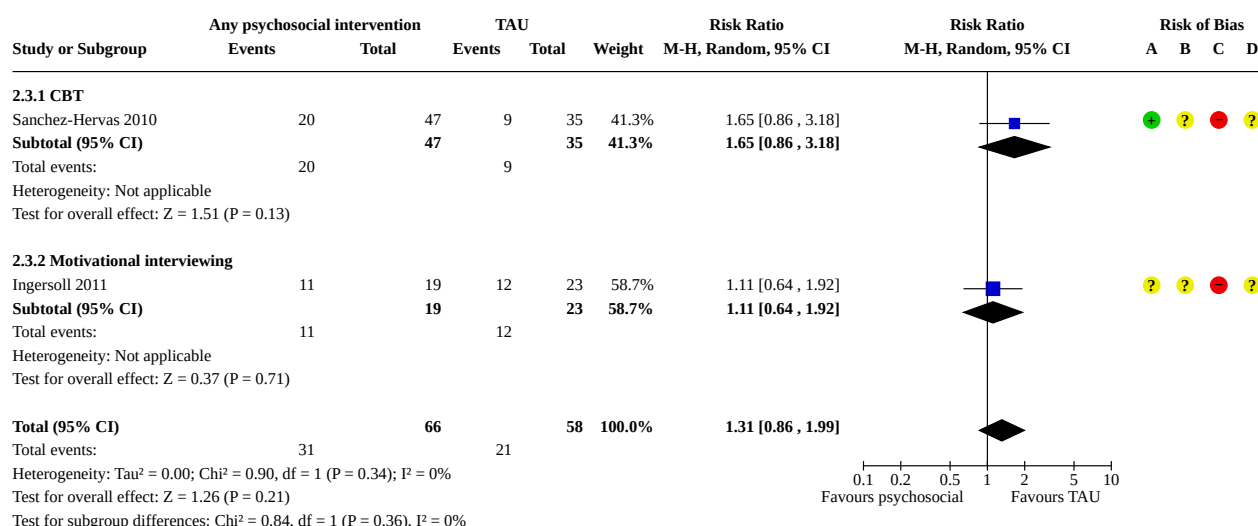 Any psychosocial intervention TAU Risk Ratio Risk Ratio Risk of Bias
Study or Subgroup Events Total Events Total Weight M-H, Random, 95% CI M-H, Random, 95% CI A B C D
2.3.1 CBT
Sanchez-Hervas 2010 20 47 9 35 41.3% 1.65 [0.86 , 3.18] + ? − ?
Subtotal (95% CI) 47 35 41.3% 1.65 [0.86 , 3.18]
Total events: 20 9
Heterogeneity: Not applicable
Test for overall effect: Z = 1.51 (P = 0.13)
2.3.2 Motivational interviewing
Ingersoll 2011 11 19 12 23 58.7% 1.11 [0.64 , 1.92] ? ? − ?
Subtotal (95% CI) 19 23 58.7% 1.11 [0.64 , 1.92]
Total events: 11 12
Heterogeneity: Not applicable
Test for overall effect: Z = 0.37 (P = 0.71)
Total (95% CI) 66 58 100.0% 1.31 [0.86 , 1.99]
Total events: 31 21
Heterogeneity: Tau² = 0.00; Chi² = 0.90, df = 1 (P = 0.34); I² = 0%
Test for overall effect: Z = 1.26 (P = 0.21)
Test for subgroup differences: Chi² = 0.84, df = 1 (P = 0.36), I² = 0%
0.1 0.2 0.5 1 2 5 10
Favours psychosocial Favours TAU